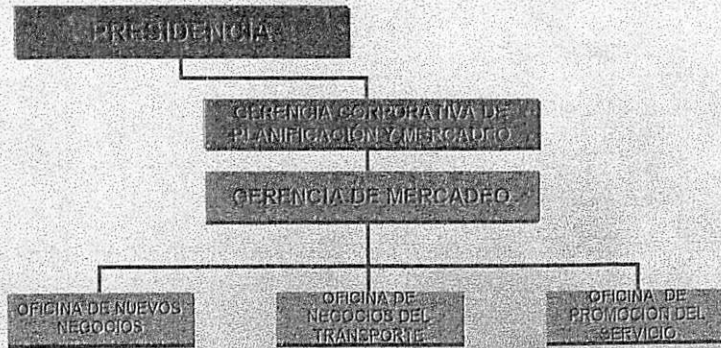 PRESIDENCIA
GERENCIA CORPORATIVA DE
PLANIFICACIÓN Y MERCADEO
GERENCIA DE MERCADEO
OFICINA DE NUEVOS
NEGOCIOS
OFICINA DE
NEGOCIOS DEL
TRANSPORTE
OFICINA DE
PROMOCION DEL
SERVICIO